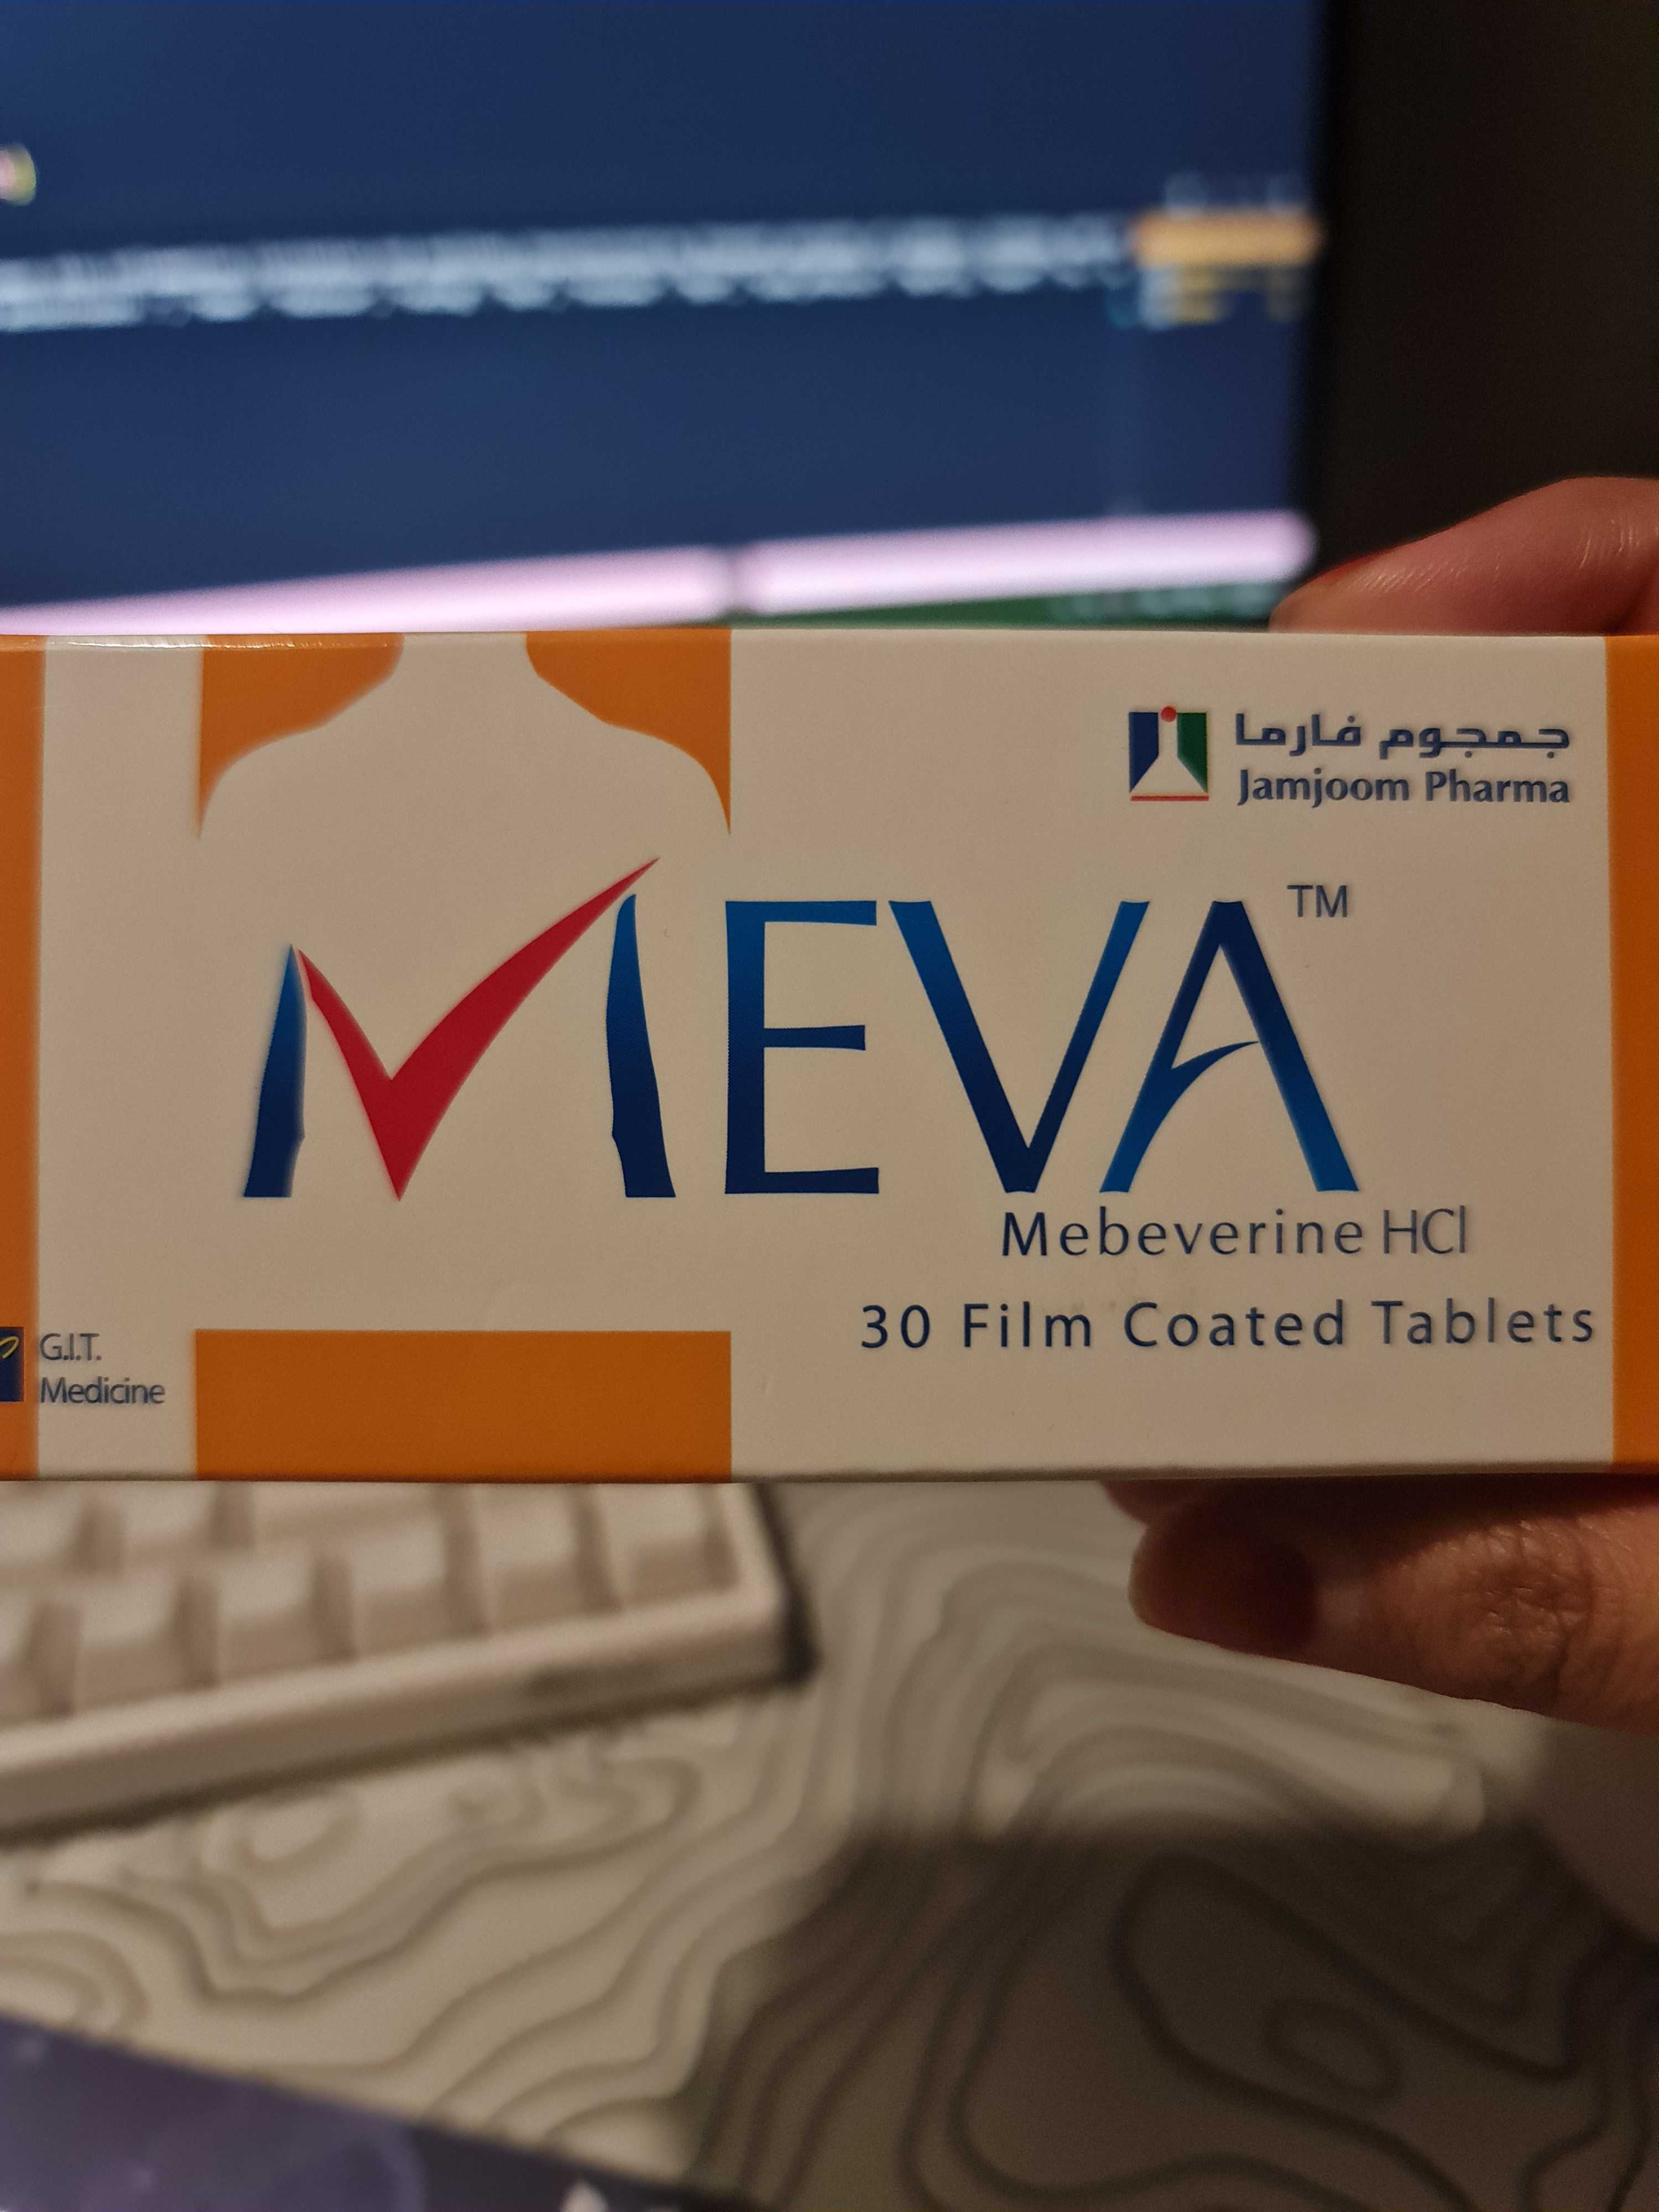 جمجوم فارما
Jamjoom Pharma
MEVA™
Mebeverine HCl
30 Film Coated Tablets
G.I.T.
Medicine